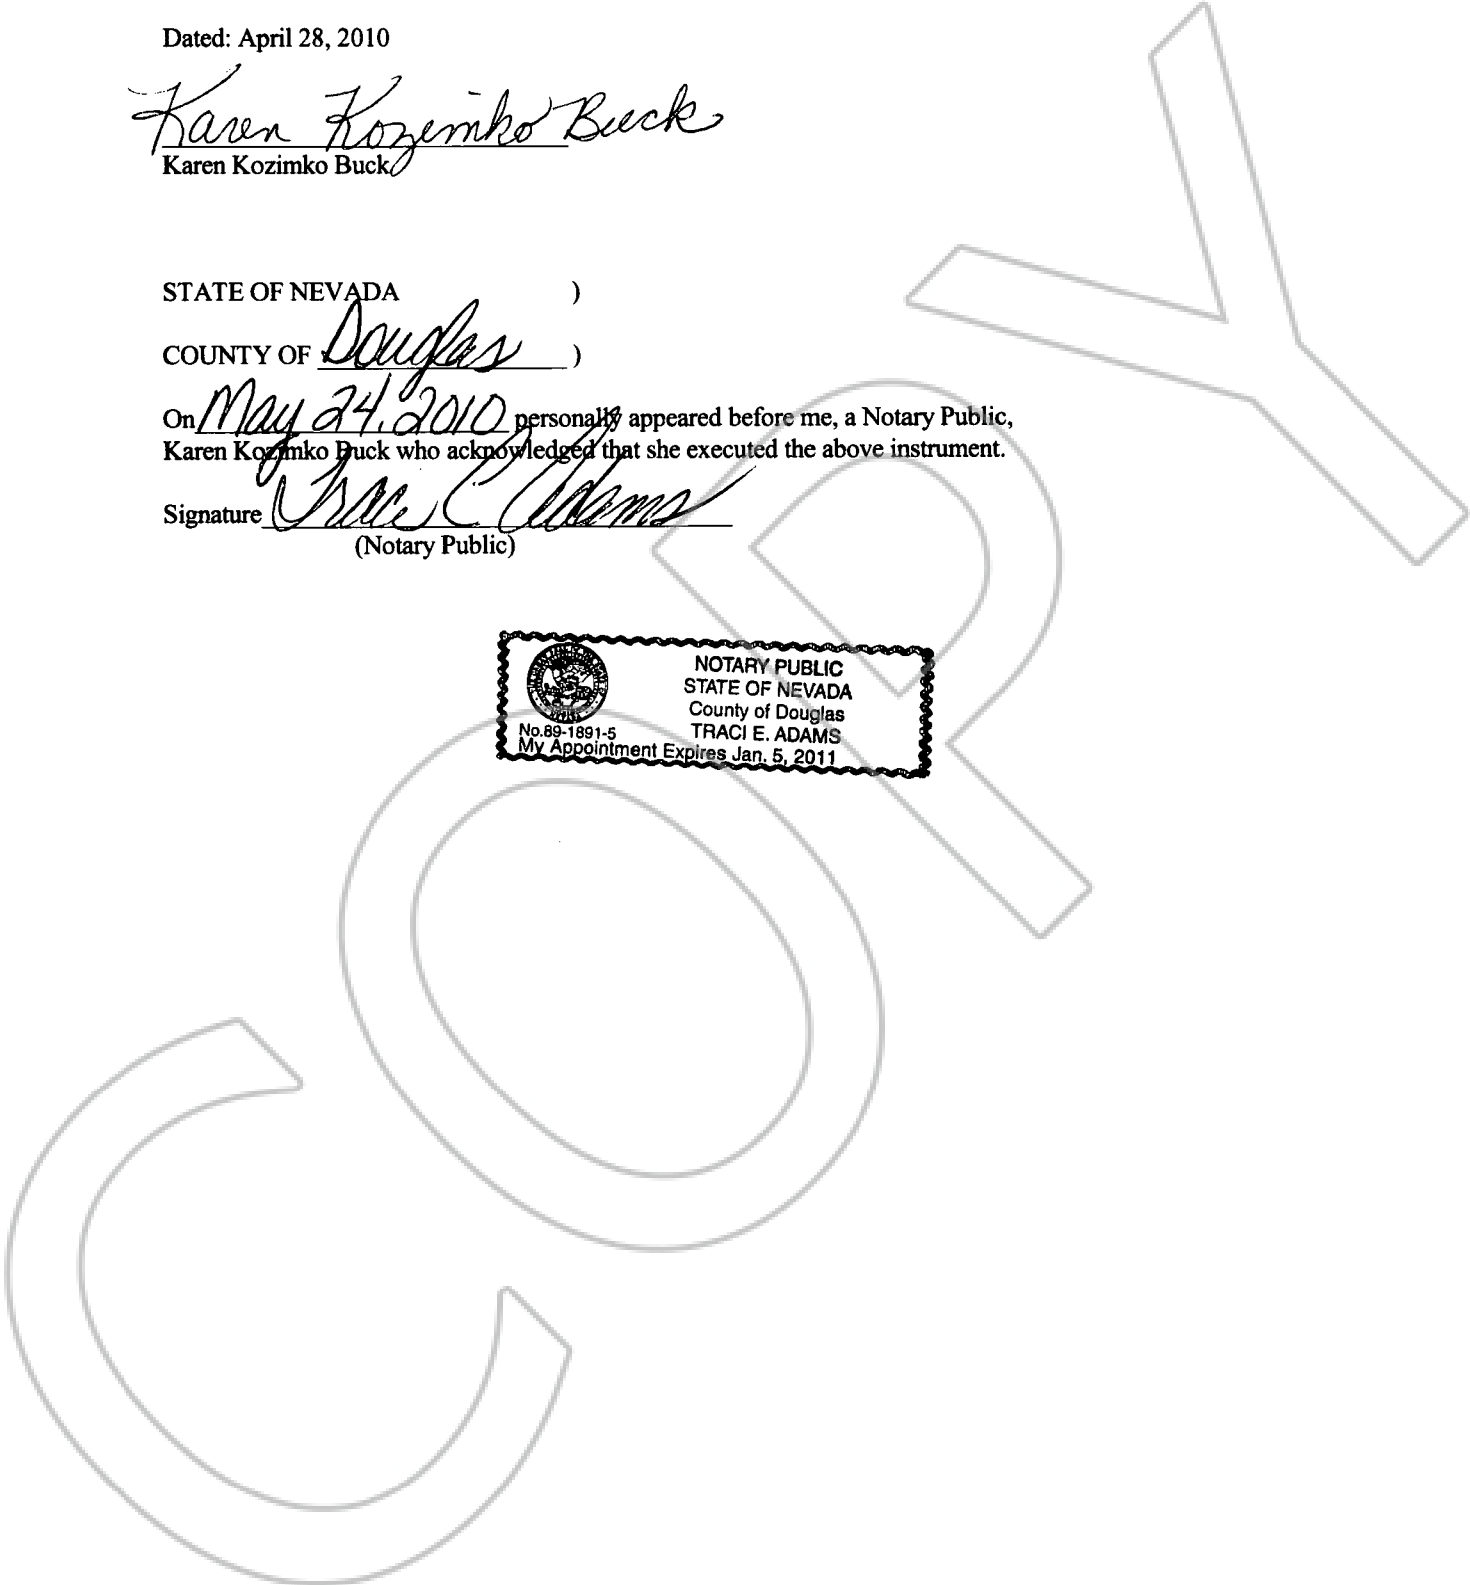 Dated: April 28, 2010
Karen Kozimko Buck
Karen Kozimko Buck
STATE OF NEVADA )
COUNTY OF Douglas )
On May 24, 2010 personally appeared before me, a Notary Public,
Karen Kozimko Buck who acknowledged that she executed the above instrument.
Signature Traci E Adams
(Notary Public)
NOTARY PUBLIC
STATE OF NEVADA
County of Douglas
No.89-1891-5 TRACI E. ADAMS
My Appointment Expires Jan. 5, 2011
COPY